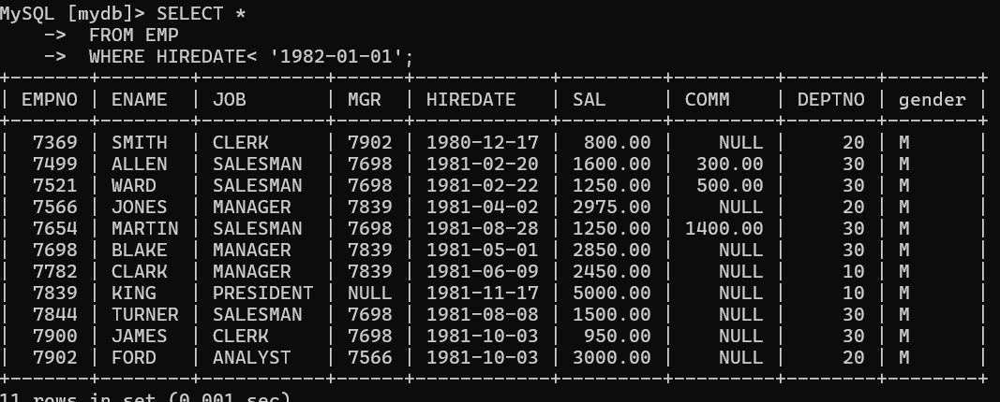 MySQL [mydb]> SELECT *
    ->  FROM EMP
    ->  WHERE HIREDATE< '1982-01-01';
+-------+--------+-----------+------+------------+---------+---------+--------+--------+
| EMPNO | ENAME  | JOB       | MGR  | HIREDATE   | SAL     | COMM    | DEPTNO | gender |
+-------+--------+-----------+------+------------+---------+---------+--------+--------+
|  7369 | SMITH  | CLERK     | 7902 | 1980-12-17 |  800.00 |    NULL |     20 | M      |
|  7499 | ALLEN  | SALESMAN  | 7698 | 1981-02-20 | 1600.00 |  300.00 |     30 | M      |
|  7521 | WARD   | SALESMAN  | 7698 | 1981-02-22 | 1250.00 |  500.00 |     30 | M      |
|  7566 | JONES  | MANAGER   | 7839 | 1981-04-02 | 2975.00 |    NULL |     20 | M      |
|  7654 | MARTIN | SALESMAN  | 7698 | 1981-08-28 | 1250.00 | 1400.00 |     30 | M      |
|  7698 | BLAKE  | MANAGER   | 7839 | 1981-05-01 | 2850.00 |    NULL |     30 | M      |
|  7782 | CLARK  | MANAGER   | 7839 | 1981-06-09 | 2450.00 |    NULL |     10 | M      |
|  7839 | KING   | PRESIDENT | NULL | 1981-11-17 | 5000.00 |    NULL |     10 | M      |
|  7844 | TURNER | SALESMAN  | 7698 | 1981-08-08 | 1500.00 |    NULL |     30 | M      |
|  7900 | JAMES  | CLERK     | 7698 | 1981-10-03 |  950.00 |    NULL |     30 | M      |
|  7902 | FORD   | ANALYST   | 7566 | 1981-10-03 | 3000.00 |    NULL |     20 | M      |
+-------+--------+-----------+------+------------+---------+---------+--------+--------+
11 rows in set (0.001 sec)